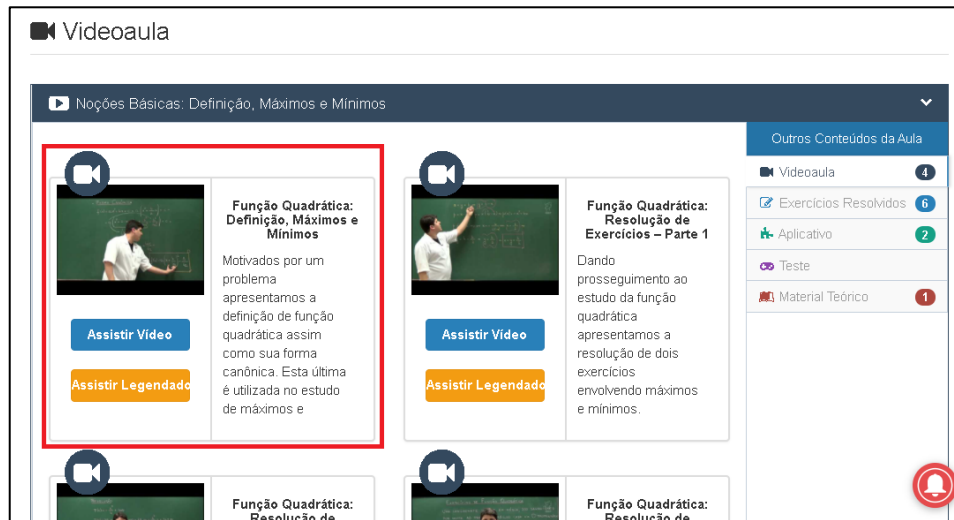 Videoaula
Noções Básicas: Definição, Máximos e Mínimos
Função Quadrática:
Definição, Máximos e
Mínimos
Motivados por um
problema
apresentamos a
definição de função
quadrática assim
como sua forma
canônica. Esta última
é utilizada no estudo
de máximos e
Assistir Vídeo
Assistir Legendado
Função Quadrática:
Resolução de
Exercícios – Parte 1
Dando
prosseguimento ao
estudo da função
quadrática
apresentamos a
resolução de dois
exercícios
envolvendo máximos
e mínimos.
Assistir Vídeo
Assistir Legendado
Função Quadrática:
Resolução de
Função Quadrática:
Resolução de
Outros Conteúdos da Aula
Videoaula 4
Exercícios Resolvidos 6
Aplicativo 2
Teste
Material Teórico 1